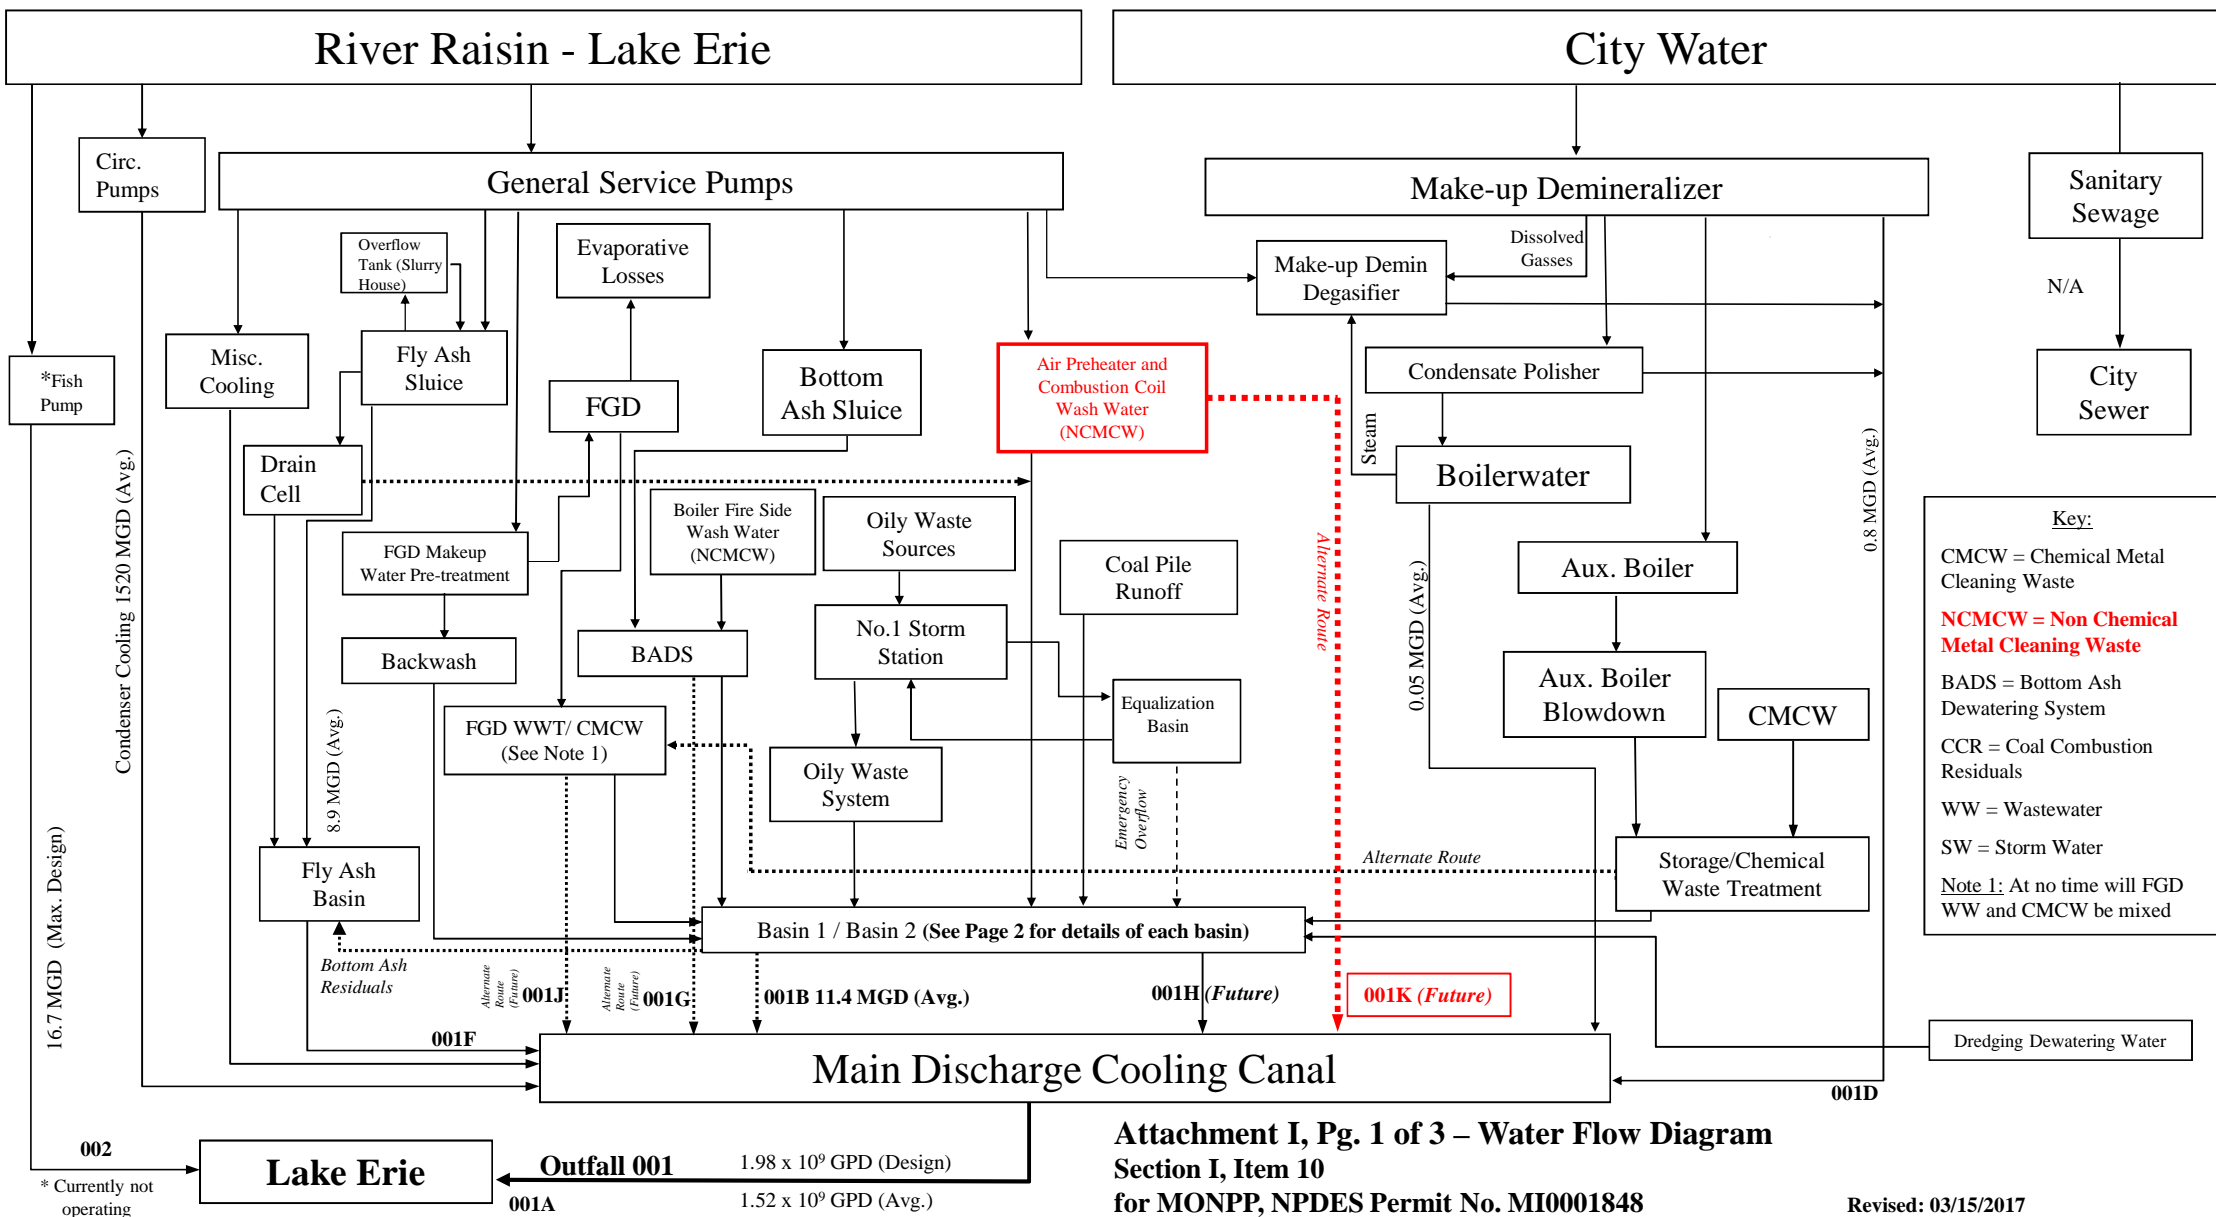 River Raisin - Lake Erie
City Water
Circ.
Pumps
General Service Pumps
Make-up Demineralizer
Sanitary
Sewage
Overflow
Tank (Slurry
House)
Evaporative
Losses
Make-up Demin
Degasifier
Dissolved
Gasses
N/A
*Fish
Pump
Misc.
Cooling
Fly Ash
Sluice
FGD
Bottom
Ash Sluice
Air Preheater and
Combustion Coil
Wash Water
(NCMCW)
Condensate Polisher
City
Sewer
Steam
Boilerwater
Drain
Cell
Condenser Cooling 1520 MGD (Avg.)
0.8 MGD (Avg.)
Boiler Fire Side
Wash Water
(NCMCW)
Oily Waste
Sources
FGD Makeup
Water Pre-treatment
Coal Pile
Runoff
Alternate Route
0.05 MGD (Avg.)
Aux. Boiler
Key:
CMCW = Chemical Metal
Cleaning Waste
NCMCW = Non Chemical
Metal Cleaning Waste
BADS = Bottom Ash
Dewatering System
CCR = Coal Combustion
Residuals
WW = Wastewater
SW = Storm Water
Note 1: At no time will FGD
WW and CMCW be mixed
Backwash
BADS
No.1 Storm
Station
Aux. Boiler
Blowdown
CMCW
Equalization
Basin
FGD WWT/ CMCW
(See Note 1)
8.9 MGD (Avg.)
Oily Waste
System
Emergency
Overflow
Alternate Route
Storage/Chemical
Waste Treatment
Fly Ash
Basin
16.7 MGD (Max. Design)
Basin 1 / Basin 2 (See Page 2 for details of each basin)
Bottom Ash
Residuals
Alternate
Route
(Future)
001J
Alternate
Route
(Future)
001G
001B 11.4 MGD (Avg.)
001H (Future)
001K (Future)
001F
Dredging Dewatering Water
Main Discharge Cooling Canal
001D
002
Lake Erie
* Currently not
operating
Outfall 001
001A
1.98 x 10⁹ GPD (Design)
1.52 x 10⁹ GPD (Avg.)
Attachment I, Pg. 1 of 3 – Water Flow Diagram
Section I, Item 10
for MONPP, NPDES Permit No. MI0001848
Revised: 03/15/2017